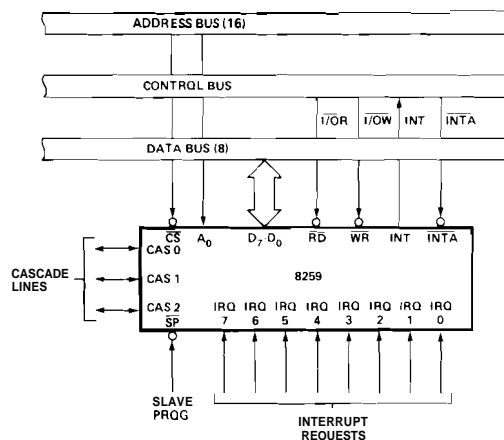 ADDRESS BUS (16)
CONTROL BUS
I/OR I/OW INT INTA
DATA BUS (8)
CS A0 D7-D0 RD WR INT INTA
CAS 0
8259
CASCADE
LINES
CAS 1
CAS 2
SP
IRQ IRQ IRQ IRQ IRQ IRQ IRQ IRQ
7 6 5 4 3 2 1 0
SLAVE
PROG
INTERRUPT
REQUESTS